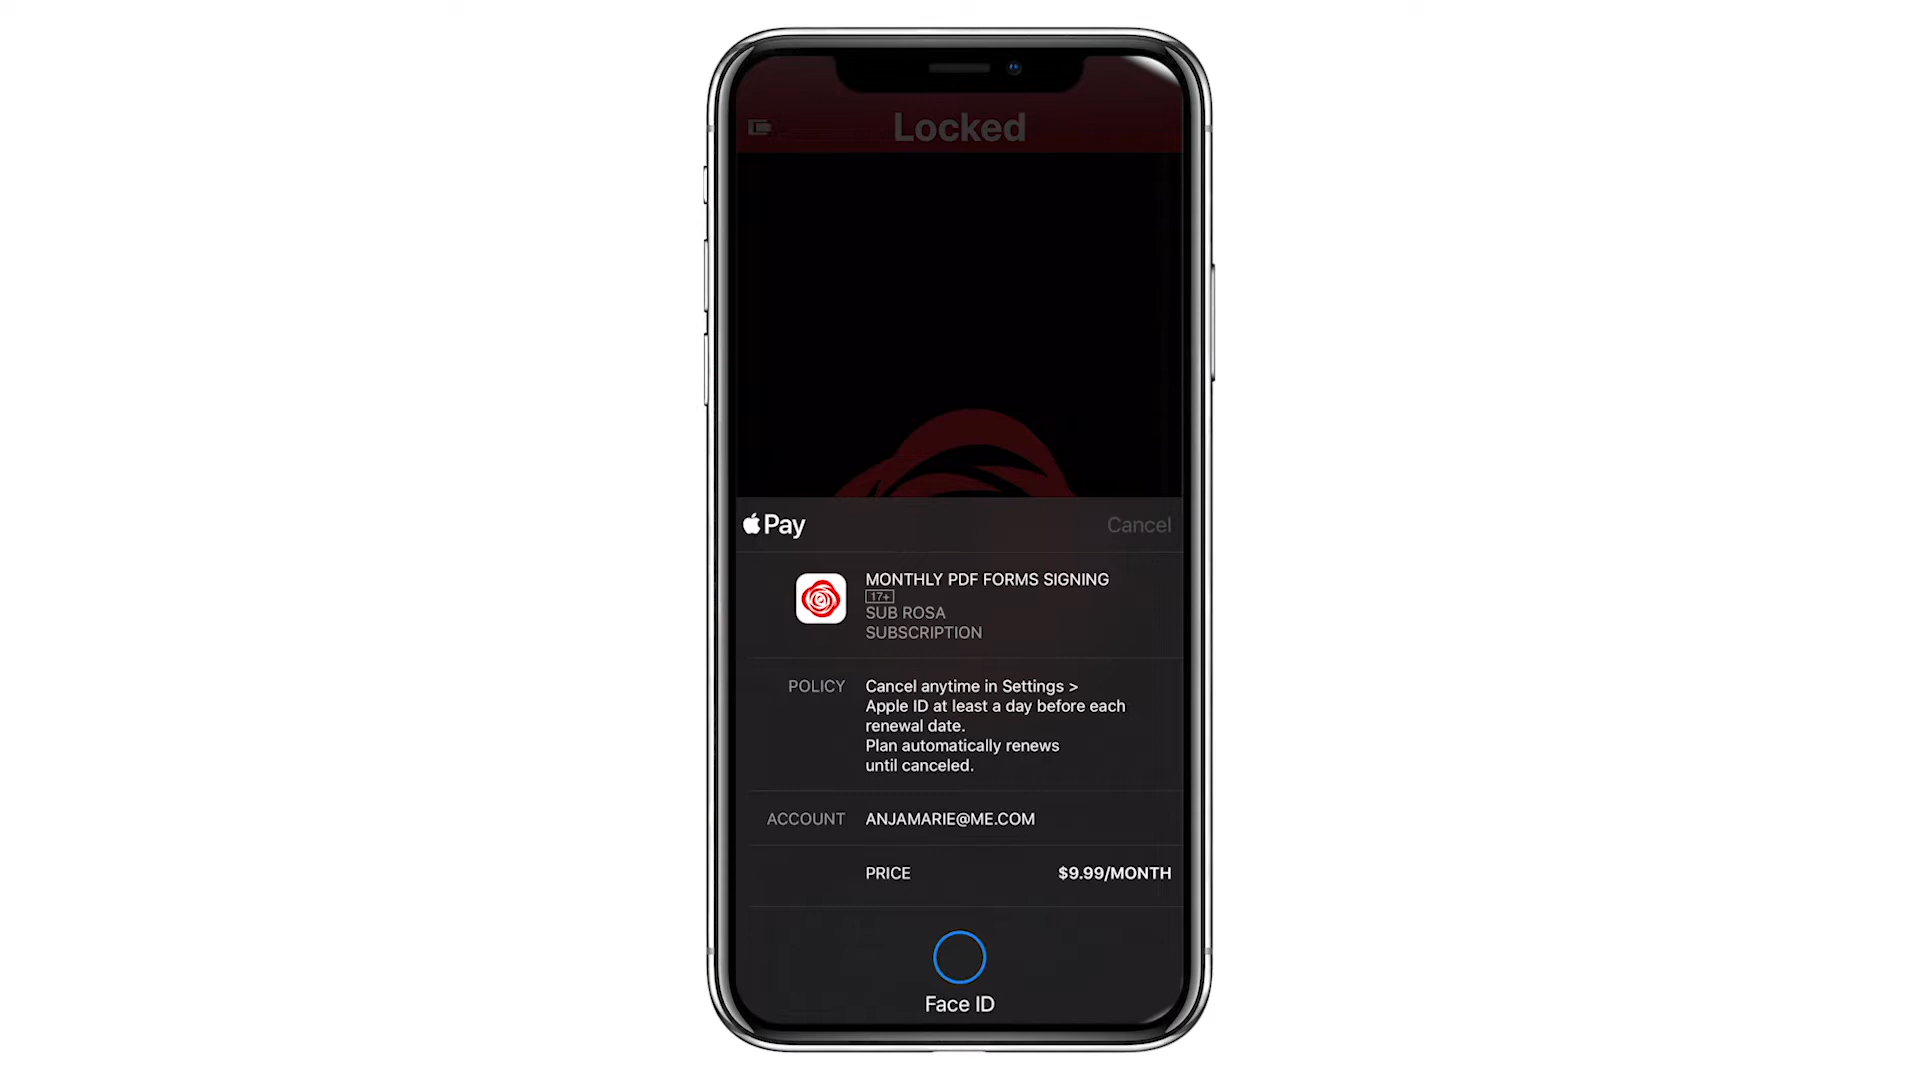 Locked
Pay
Cancel
MONTHLY PDF FORMS SIGNING
17+
SUB ROSA
SUBSCRIPTION
POLICY
Cancel anytime in Settings >
Apple ID at least a day before each
renewal date.
Plan automatically renews
until canceled.
ACCOUNT
ANJAMARIE@ME.COM
PRICE
$9.99/MONTH
Face ID